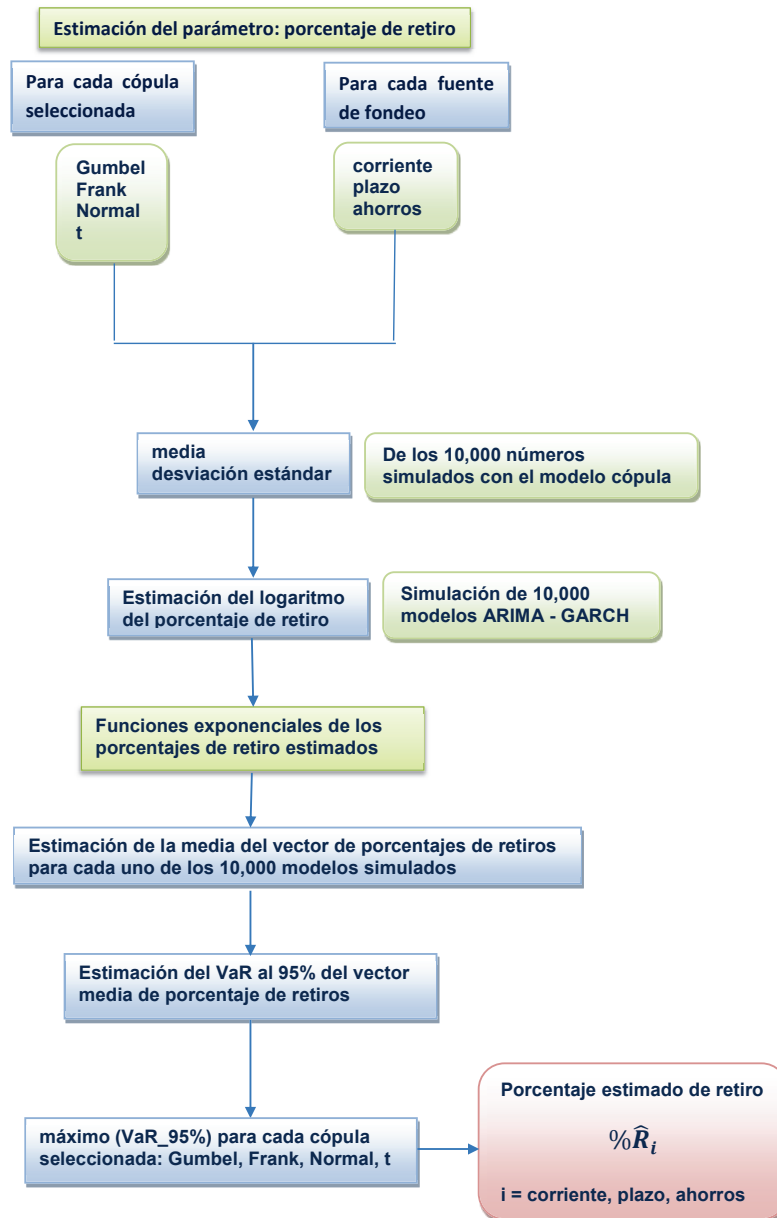 Estimación del parámetro: porcentaje de retiro
Para cada cópula
seleccionada
Para cada fuente
de fondeo
Gumbel
Frank
Normal
t
corriente
plazo
ahorros
media
desviación estándar
De los 10,000 números
simulados con el modelo cópula
Estimación del logaritmo
del porcentaje de retiro
Simulación de 10,000
modelos ARIMA - GARCH
Funciones exponenciales de los
porcentajes de retiro estimados
Estimación de la media del vector de porcentajes de retiros
para cada uno de los 10,000 modelos simulados
Estimación del VaR al 95% del vector
media de porcentaje de retiros
máximo (VaR_95%) para cada cópula
seleccionada: Gumbel, Frank, Normal, t
Porcentaje estimado de retiro
%R̂ᵢ
i = corriente, plazo, ahorros